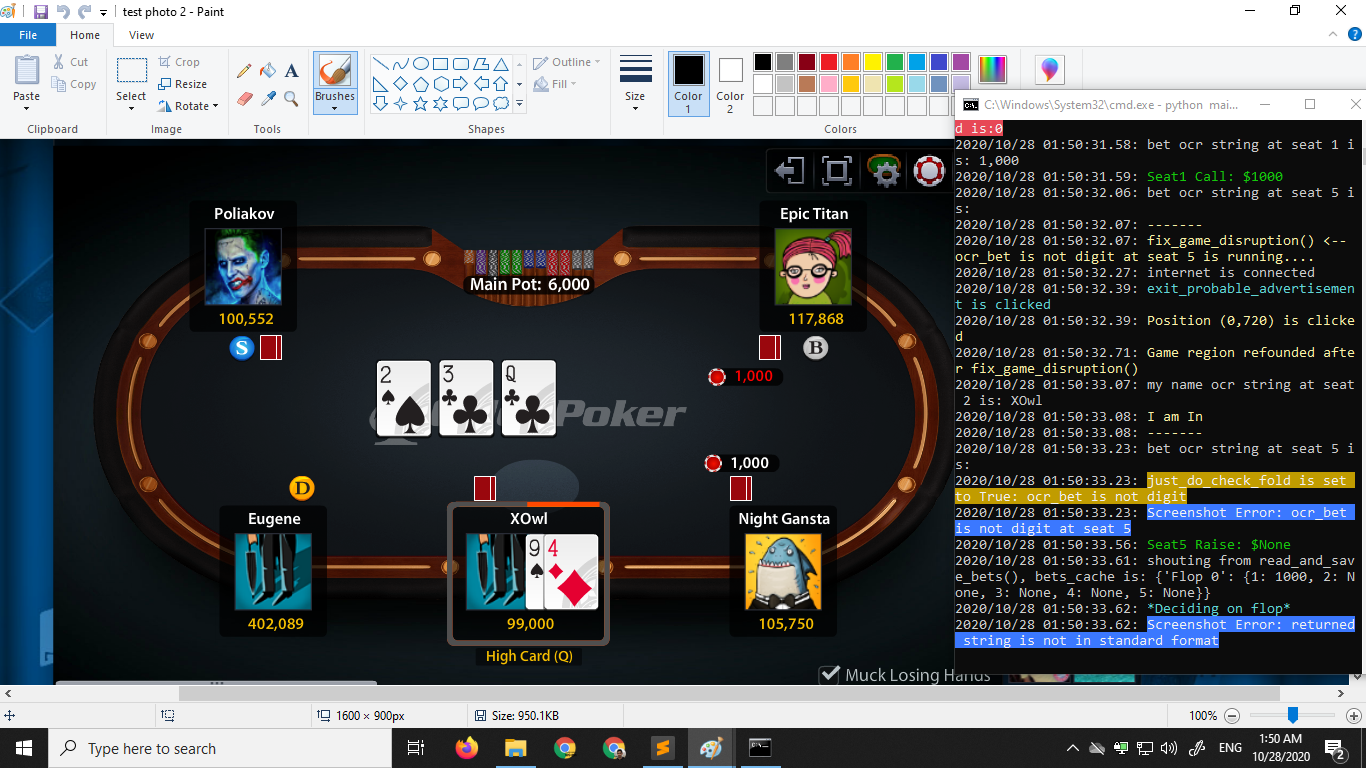 test photo 2 - Paint
File Home View
Paste
Cut
Copy
Clipboard
Select
Crop
Resize
Rotate
Image
A
Tools
Brushes
Shapes
Outline
Fill
Size
Color
1
Color
2
Colors
C:\Windows\System32\cmd.exe - python main...
d is:0
2020/10/28 01:50:31.58: bet ocr string at seat 1 i
s: 1,000
2020/10/28 01:50:31.59: Seat1 Call: $1000
2020/10/28 01:50:32.06: bet ocr string at seat 5 i
s:
2020/10/28 01:50:32.07: -------
2020/10/28 01:50:32.07: fix_game_disruption() <--
ocr_bet is not digit at seat 5 is running....
2020/10/28 01:50:32.27: internet is connected
2020/10/28 01:50:32.39: exit_probable_advertisemen
t is clicked
2020/10/28 01:50:32.39: Position (0,720) is clicke
d
2020/10/28 01:50:32.71: Game region refounded afte
r fix_game_disruption()
2020/10/28 01:50:33.07: my name ocr string at seat
2 is: XOwl
2020/10/28 01:50:33.08: I am In
2020/10/28 01:50:33.08: -------
2020/10/28 01:50:33.23: bet ocr string at seat 5 i
s:
2020/10/28 01:50:33.23: just_do_check_fold is set
to True: ocr_bet is not digit
2020/10/28 01:50:33.23: Screenshot Error: ocr_bet
is not digit at seat 5
2020/10/28 01:50:33.56: Seat5 Raise: $None
2020/10/28 01:50:33.61: shouting from read_and_sav
e_bets(), bets_cache is: {'Flop 0': {1: 1000, 2: N
one, 3: None, 4: None, 5: None}}
2020/10/28 01:50:33.62: *Deciding on flop*
2020/10/28 01:50:33.62: Screenshot Error: returned
string is not in standard format
Poliakov
100,552
S
Epic Titan
117,868
B
Main Pot: 6,000
1,000
2
3
Q
Poker
1,000
D
Eugene
402,089
XOwl
9
4
99,000
High Card (Q)
Night Gansta
105,750
Muck Losing Hands
1600 × 900px
Size: 950.1KB
100%
Type here to search
ENG
1:50 AM
10/28/2020
2